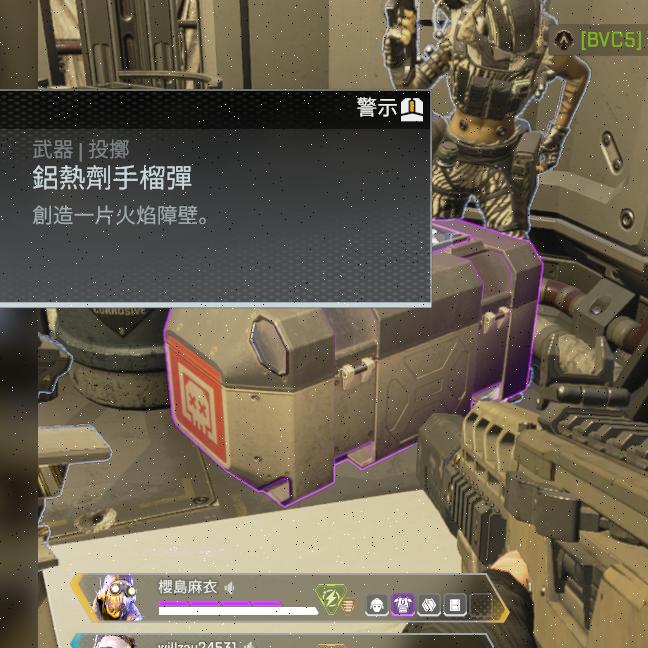 [BVC5]
警示
武器 | 投擲
鋁熱劑手榴彈
創造一片火焰障壁。
CORROSIVE
櫻島麻衣